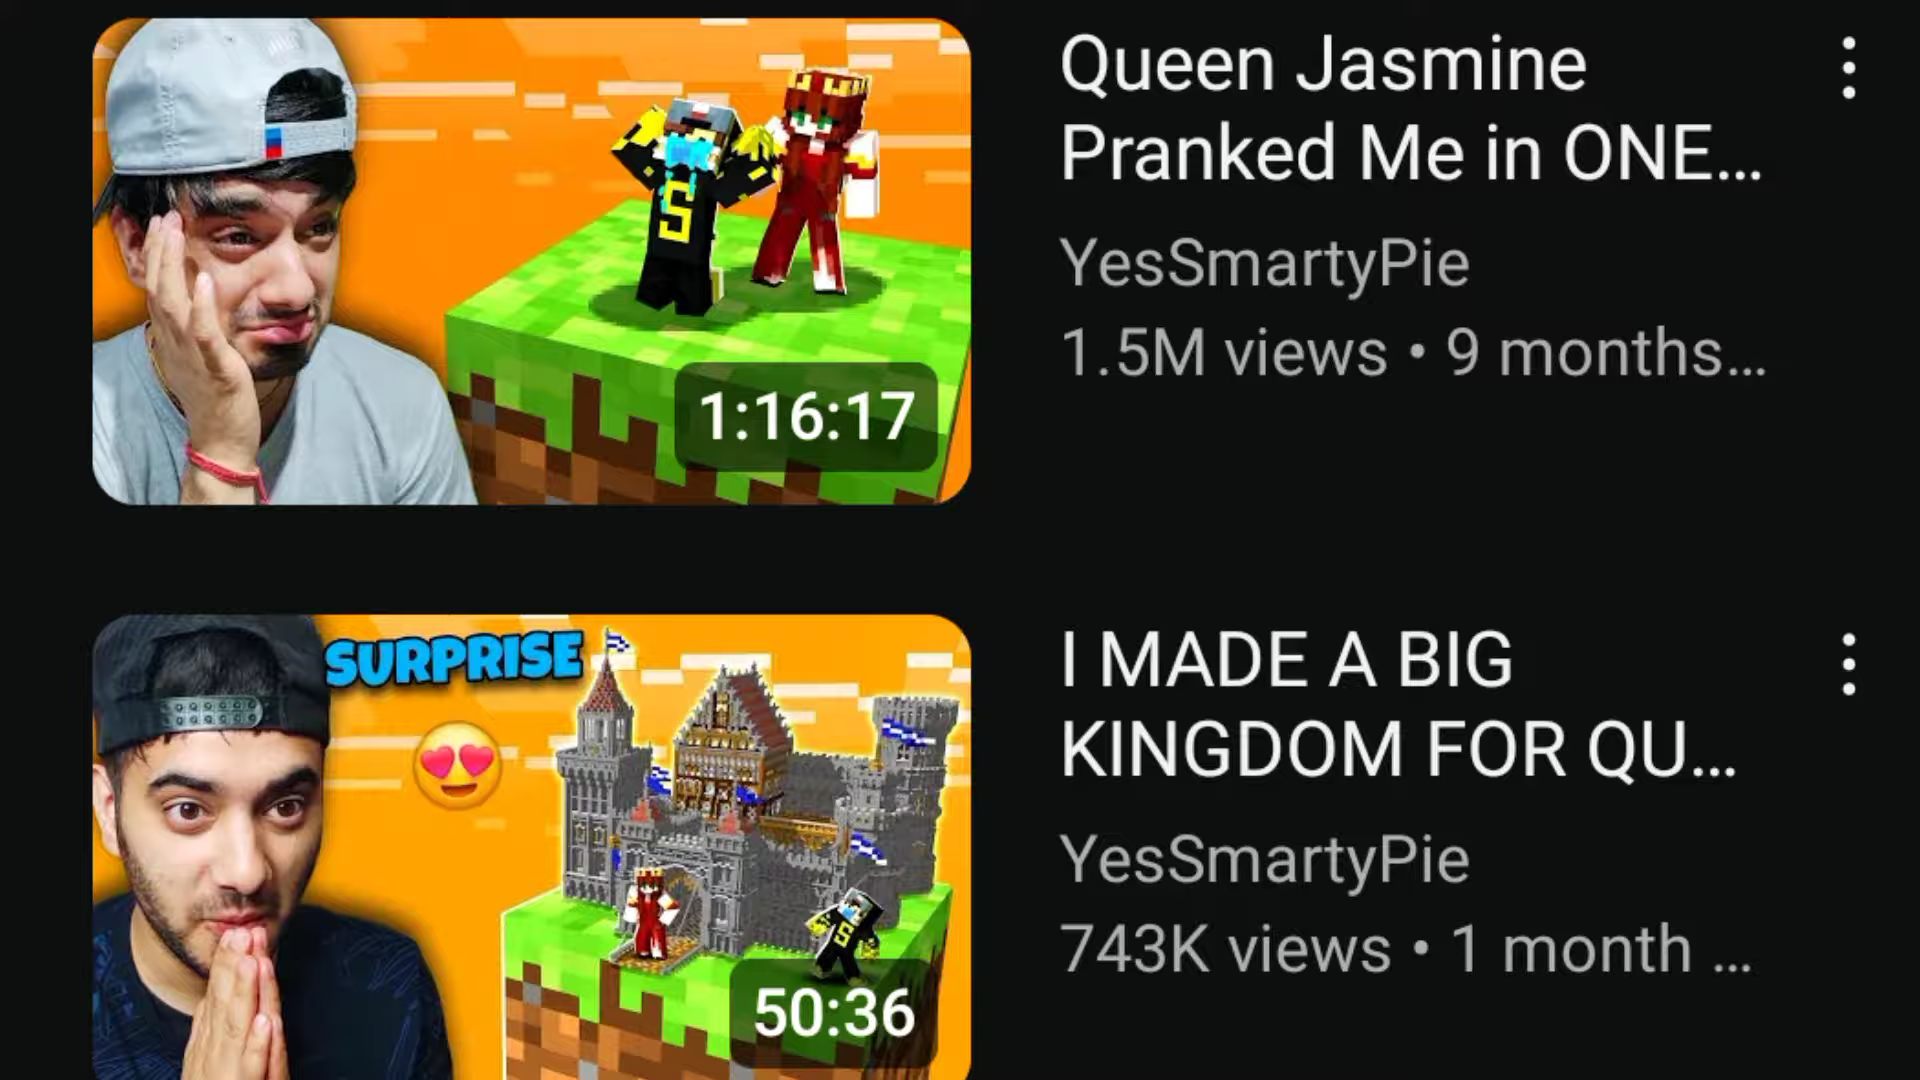 Queen Jasmine
Pranked Me in ONE...
YesSmartyPie
1.5M views • 9 months...
S
1:16:17
SURPRISE
I MADE A BIG
KINGDOM FOR QU...
YesSmartyPie
743K views • 1 month ...
S
50:36